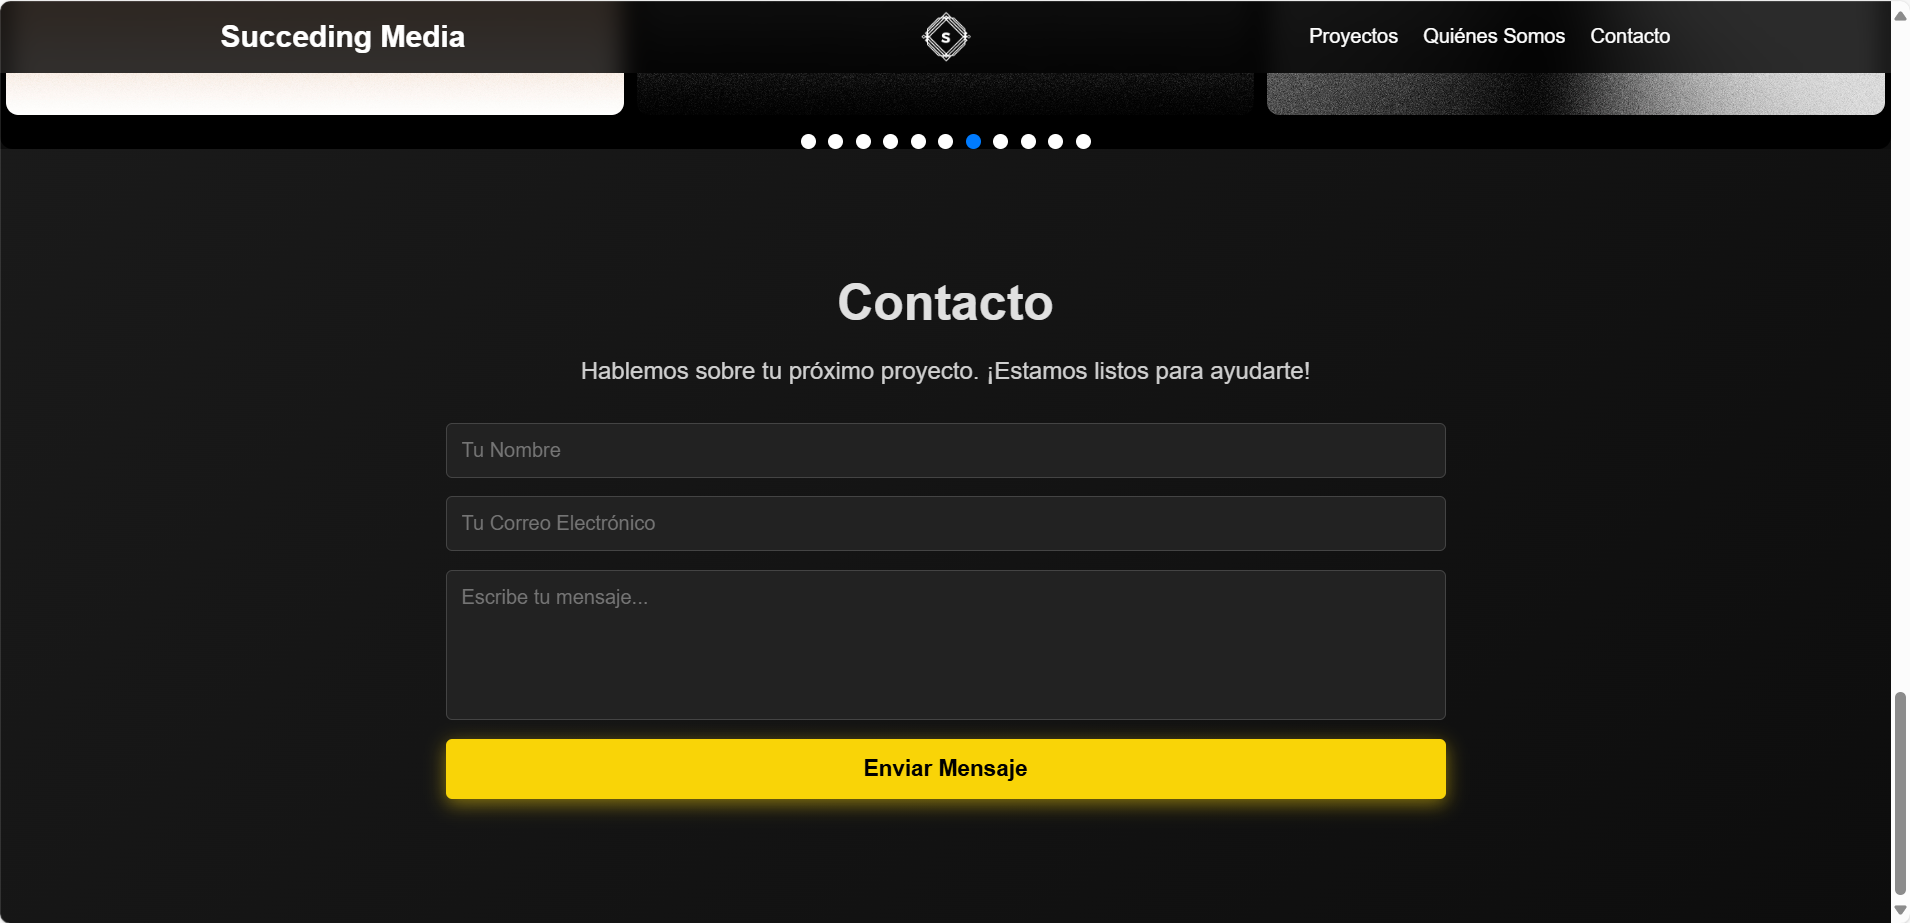 Succeding Media
S
Proyectos Quiénes Somos Contacto
Contacto
Hablemos sobre tu próximo proyecto. ¡Estamos listos para ayudarte!
Tu Nombre
Tu Correo Electrónico
Escribe tu mensaje...
Enviar Mensaje